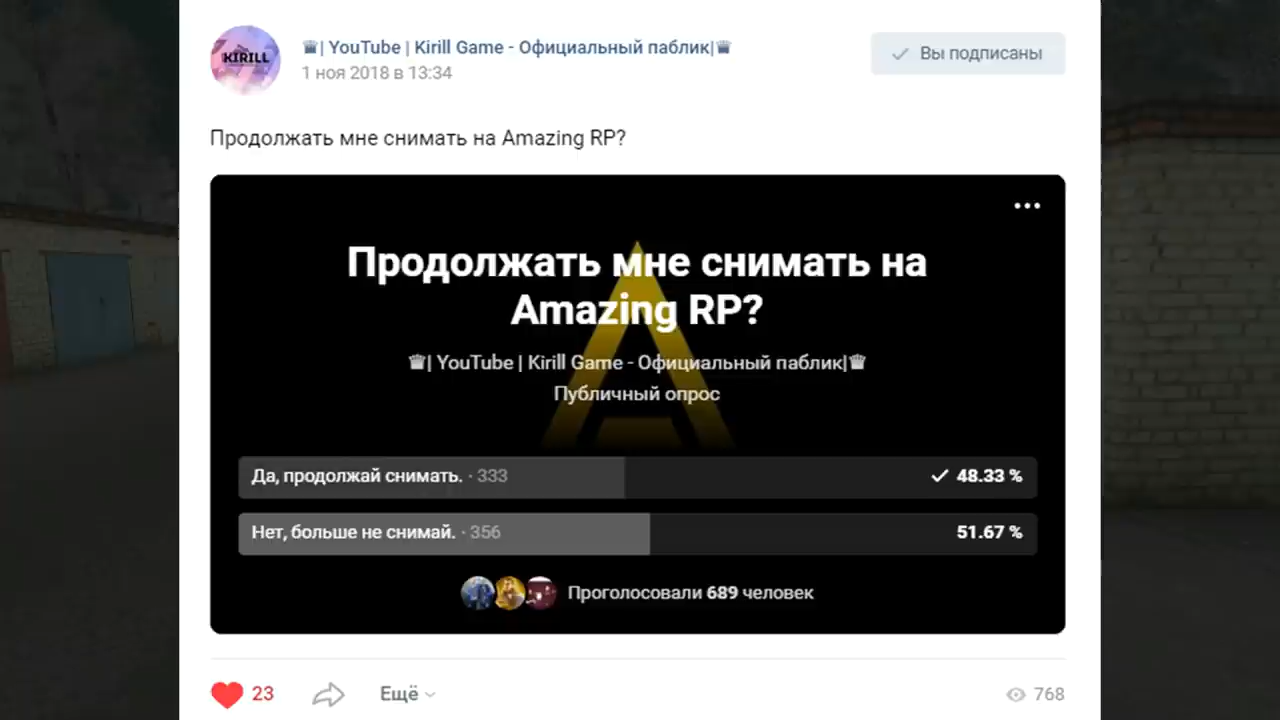 KIRILL
♛| YouTube | Kirill Game - Официальный паблик|♛
1 ноя 2018 в 13:34
Вы подписаны
Продолжать мне снимать на Amazing RP?
Продолжать мне снимать на
Amazing RP?
♛| YouTube | Kirill Game - Официальный паблик|♛
Публичный опрос
Да, продолжай снимать. · 333 48.33 %
Нет, больше не снимай. · 356 51.67 %
Проголосовали 689 человек
23 Ещё 768